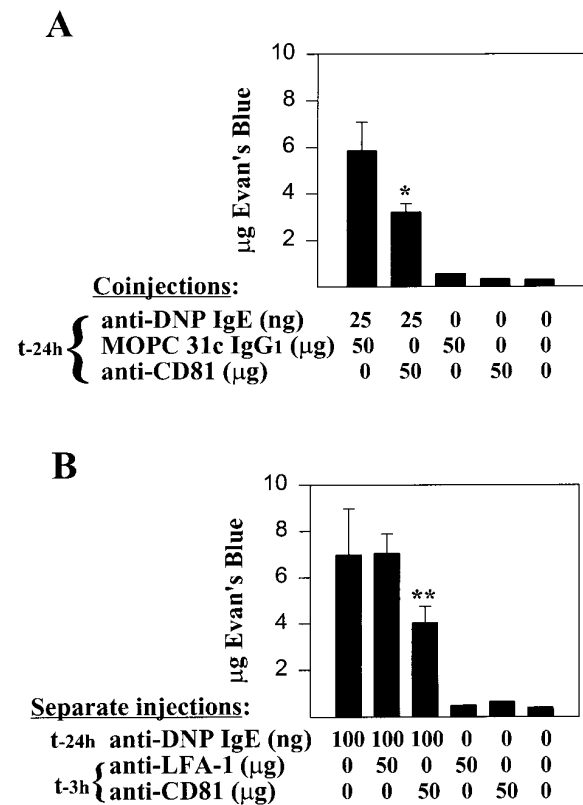 A
10
8
6
4
2
µg Evan's Blue
*
Coinjections:
t-24h
anti-DNP IgE (ng) 25 25 0 0 0
MOPC 31c IgG1 (µg) 50 0 50 0 0
anti-CD81 (µg) 0 50 0 50 0
B
10
8
6
4
2
µg Evan's Blue
**
Separate injections:
t-24h anti-DNP IgE (ng) 100 100 100 0 0 0
t-3h
anti-LFA-1 (µg) 0 50 0 50 0 0
anti-CD81 (µg) 0 0 50 0 50 0